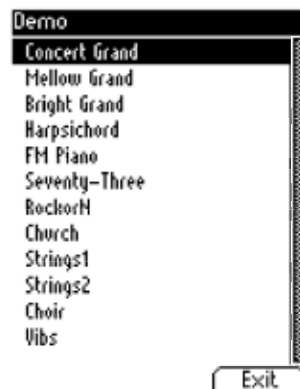 Demo
Concert Grand
Mellow Grand
Bright Grand
Harpsichord
FM Piano
Seventy-Three
RockorN
Church
Strings1
Strings2
Choir
Vibs
Exit